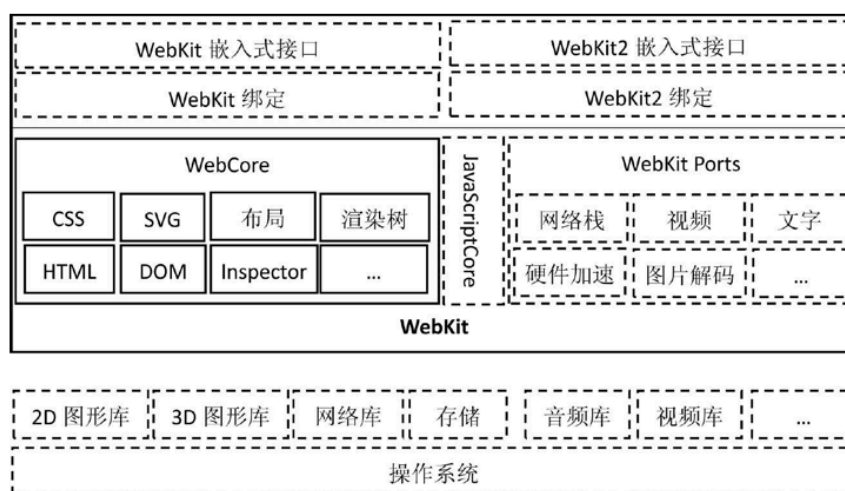 WebKit 嵌入式接口
WebKit2 嵌入式接口
WebKit 绑定
WebKit2 绑定
WebCore
JavaScriptCore
WebKit Ports
CSS
SVG
布局
渲染树
网络栈
视频
文字
HTML
DOM
Inspector
...
硬件加速
图片解码
...
WebKit
2D 图形库
3D 图形库
网络库
存储
音频库
视频库
...
操作系统